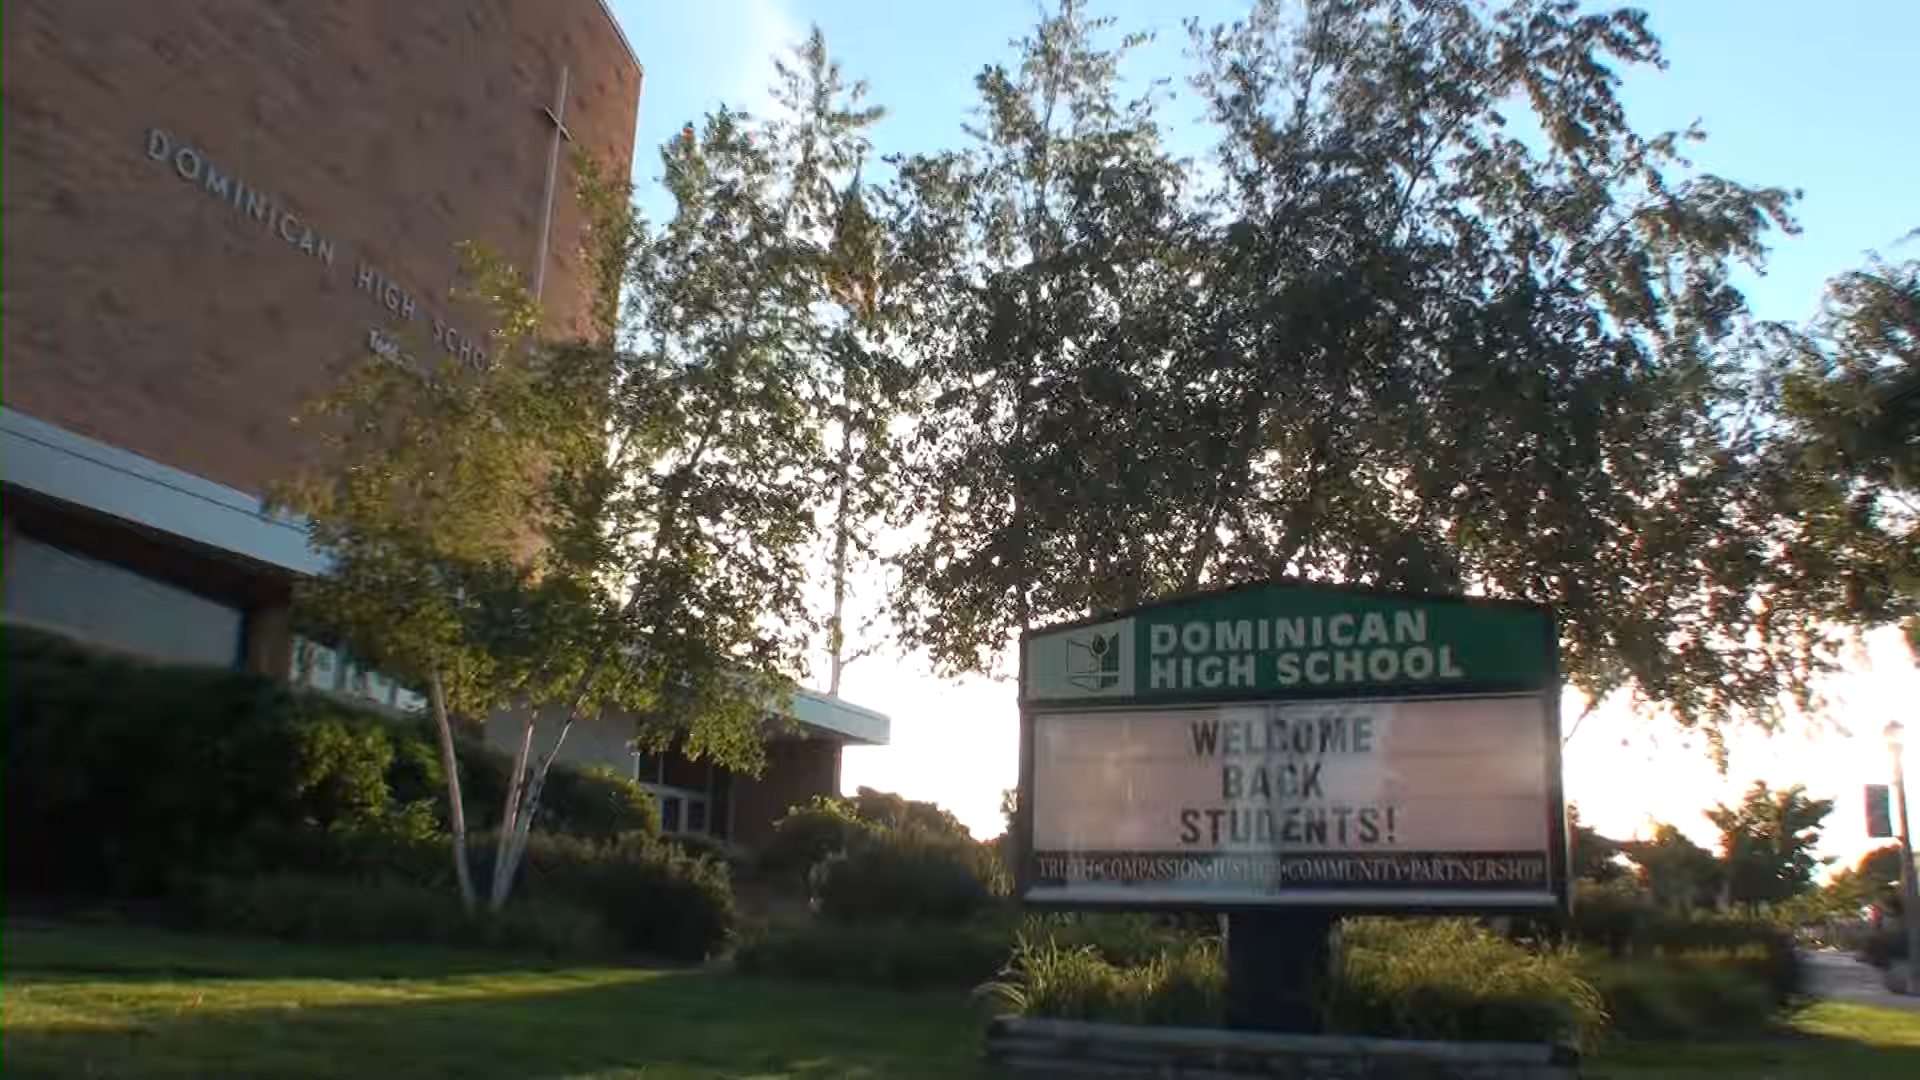 DOMINICAN HIGH SCHO
DOMINICAN
HIGH SCHOOL
WELCOME
BACK
STUDENTS!
TRUTH•COMPASSION•JUSTICE•COMMUNITY•PARTNERSHIP